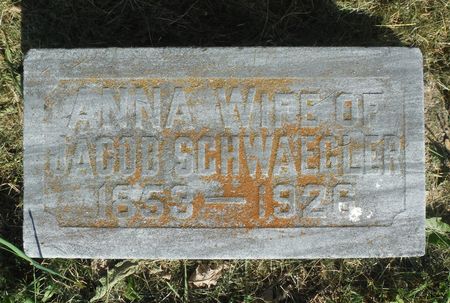 ANNA WIFE OF
JACOB SCHWAEGLER
1853 — 1926